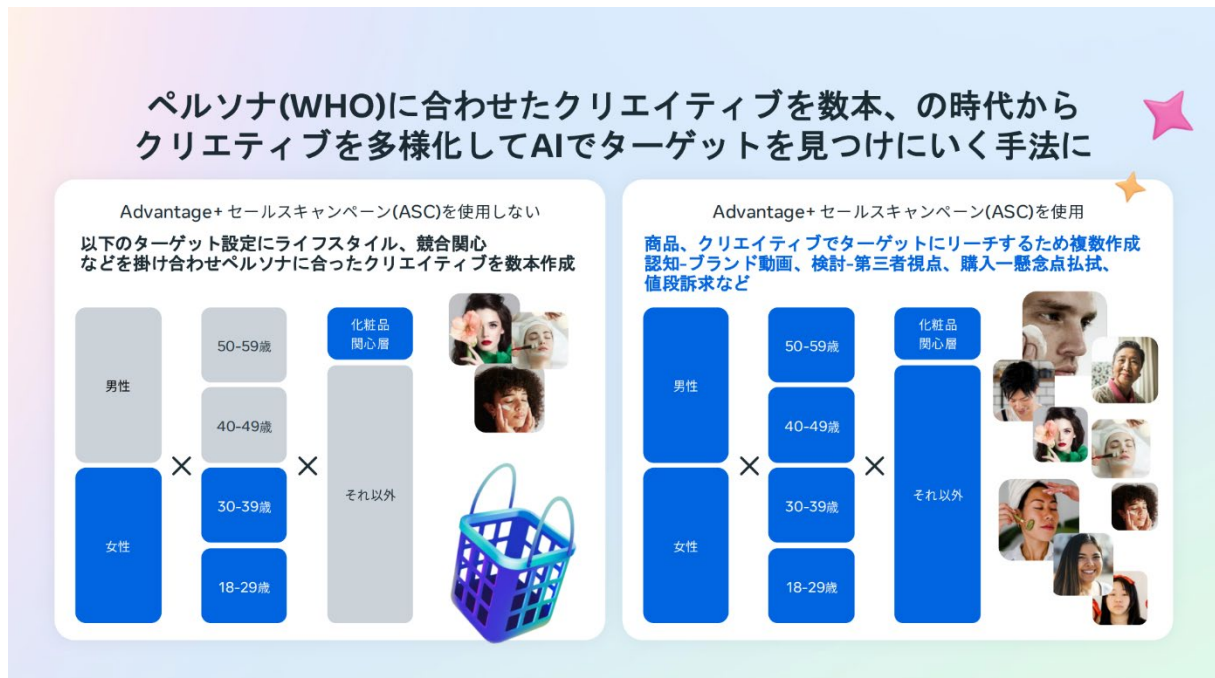 ペルソナ(WHO)に合わせたクリエイティブを数本、の時代から
クリエティブを多様化してAIでターゲットを見つけにいく手法に
Advantage+ セールスキャンペーン(ASC)を使用しない
以下のターゲット設定にライフスタイル、競合関心
などを掛け合わせペルソナに合ったクリエイティブを数本作成
男性
女性
×
50-59歳
40-49歳
30-39歳
18-29歳
×
化粧品
関心層
それ以外
Advantage+ セールスキャンペーン(ASC)を使用
商品、クリエイティブでターゲットにリーチするため複数作成
認知-ブランド動画、検討-第三者視点、購入ー懸念点払拭、
値段訴求など
男性
女性
×
50-59歳
40-49歳
30-39歳
18-29歳
×
化粧品
関心層
それ以外